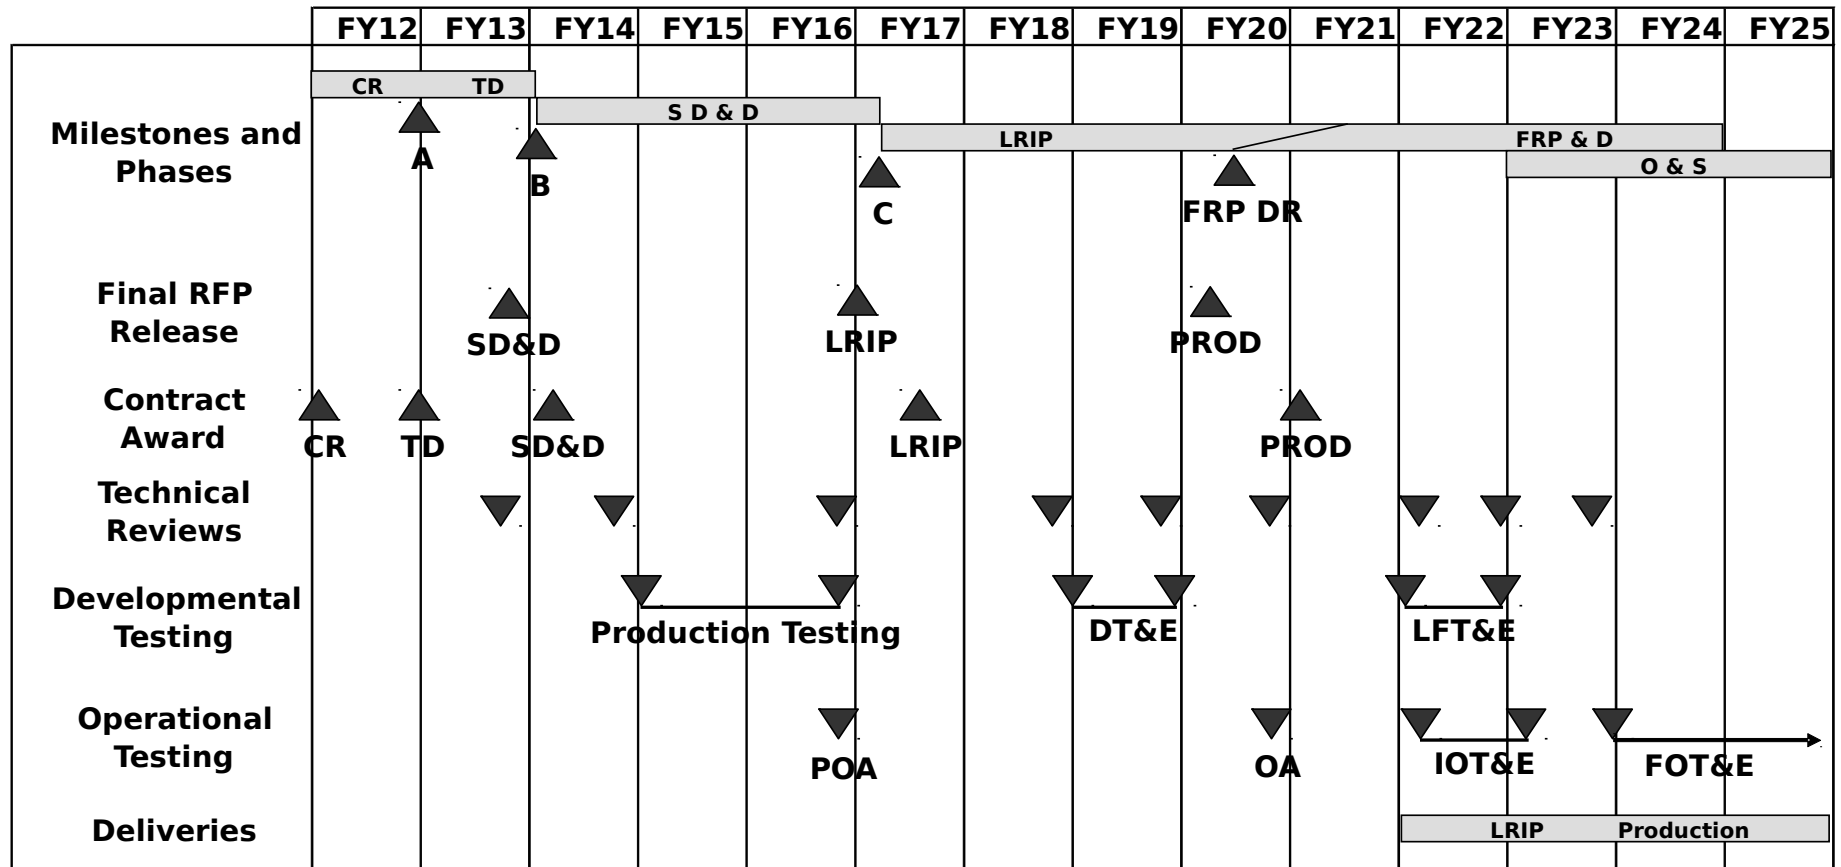 FY12 FY13 FY14 FY15 FY16 FY17 FY18 FY19 FY20 FY21 FY22 FY23 FY24 FY25
CR TD
S D & D
LRIP FRP & D
O & S
Milestones and
Phases
A
B
C
FRP DR
Final RFP
Release
SD&D LRIP PROD
Contract
Award
CR TD SD&D LRIP PROD
Technical
Reviews
Developmental
Testing
Production Testing DT&E LFT&E
Operational
Testing
POA OA IOT&E FOT&E
Deliveries
LRIP Production